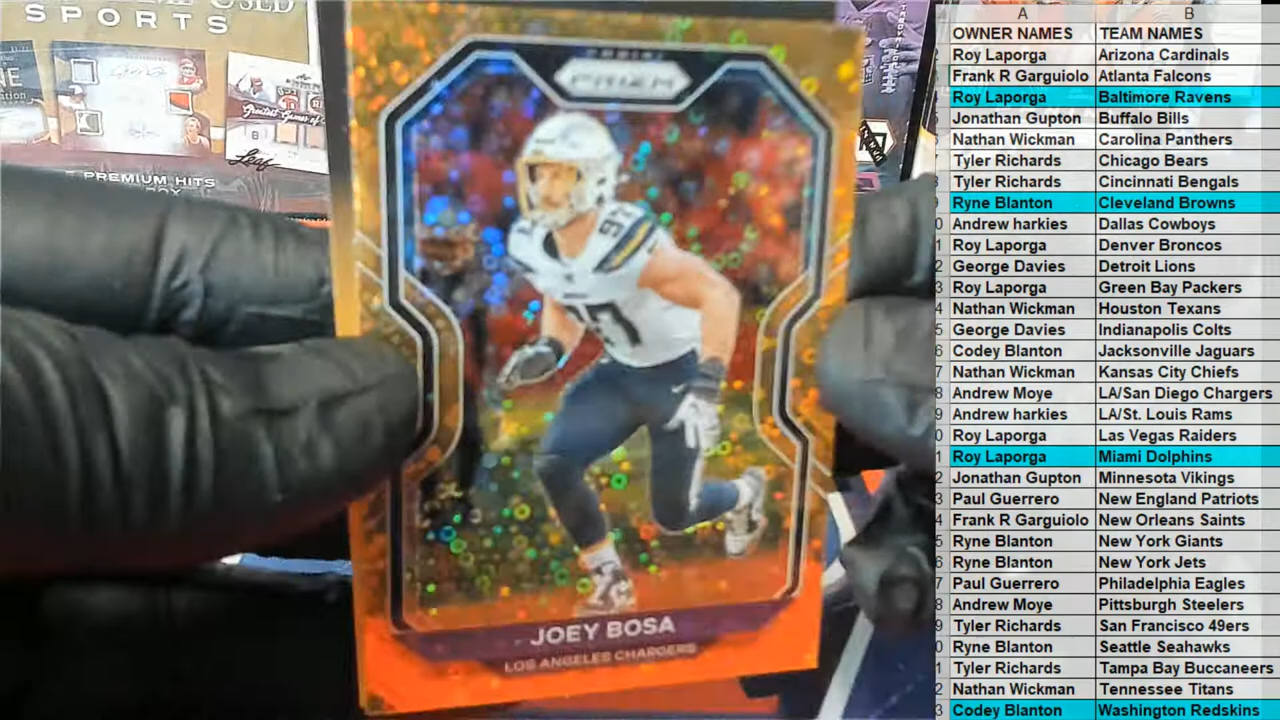 SPORTS
PREMIUM HITS
Leaf
PANINI
PRIZM
97
97
JOEY BOSA
LOS ANGELES CHARGERS
A B
OWNER NAMES TEAM NAMES
Roy Laporga Arizona Cardinals
Frank R Garguiolo Atlanta Falcons
Roy Laporga Baltimore Ravens
Jonathan Gupton Buffalo Bills
Nathan Wickman Carolina Panthers
Tyler Richards Chicago Bears
Tyler Richards Cincinnati Bengals
Ryne Blanton Cleveland Browns
Andrew harkies Dallas Cowboys
Roy Laporga Denver Broncos
George Davies Detroit Lions
Roy Laporga Green Bay Packers
Nathan Wickman Houston Texans
George Davies Indianapolis Colts
Codey Blanton Jacksonville Jaguars
Nathan Wickman Kansas City Chiefs
Andrew Moye LA/San Diego Chargers
Andrew harkies LA/St. Louis Rams
Roy Laporga Las Vegas Raiders
Roy Laporga Miami Dolphins
Jonathan Gupton Minnesota Vikings
Paul Guerrero New England Patriots
Frank R Garguiolo New Orleans Saints
Ryne Blanton New York Giants
Ryne Blanton New York Jets
Paul Guerrero Philadelphia Eagles
Andrew Moye Pittsburgh Steelers
Tyler Richards San Francisco 49ers
Ryne Blanton Seattle Seahawks
Tyler Richards Tampa Bay Buccaneers
Nathan Wickman Tennessee Titans
Codey Blanton Washington Redskins